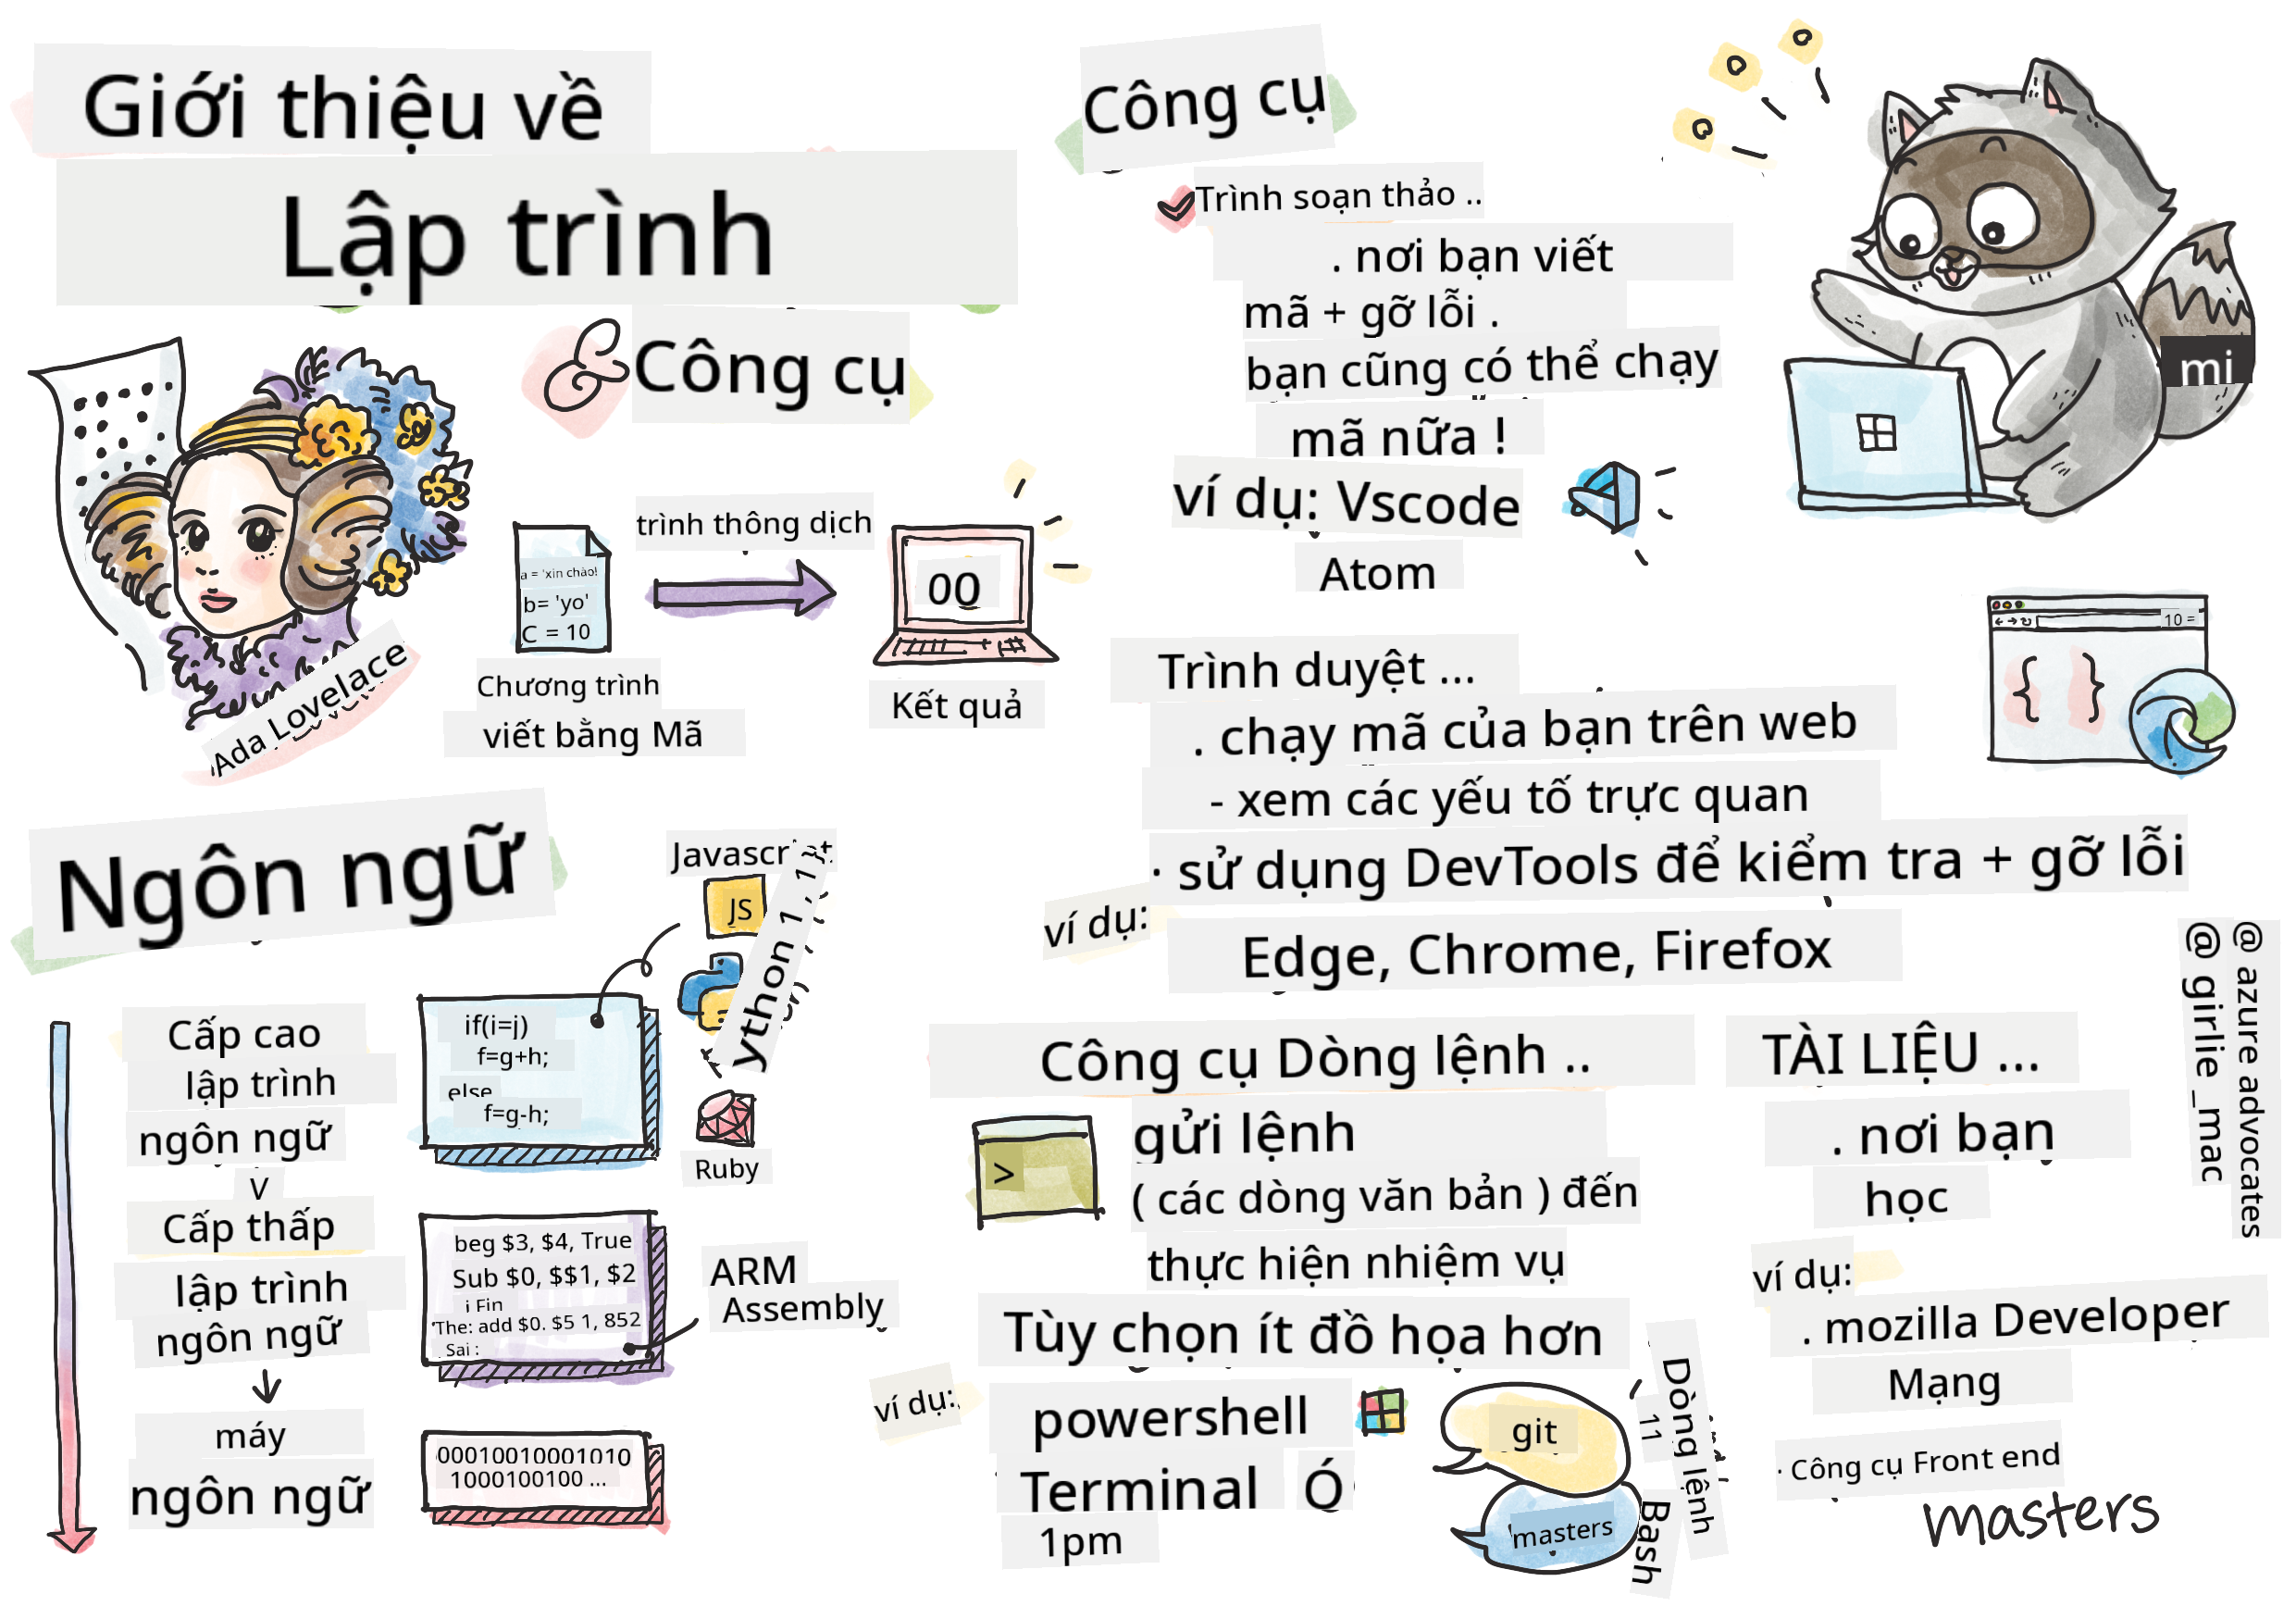 Giới thiệu về
Lập trình
& Công cụ
Ada Lovelace
a = 'xin chào!
b= 'yo'
C = 10
trình thông dịch
00
Chương trình
viết bằng Mã
Kết quả
Ngôn ngữ
Cấp cao
lập trình
ngôn ngữ
V
Cấp thấp
lập trình
ngôn ngữ
máy
ngôn ngữ
if(i=j)
f=g+h;
else
f=g-h;
Javascript
JS
ython 1, 1
Ruby
beg $3, $4, True
Sub $0, $$1, $2
j Fin
The: add $0. $5 1, 852
Sai :
ARM
Assembly
00010010001010
1000100100 ...
Công cụ
Trình soạn thảo ..
. nơi bạn viết
mã + gỡ lỗi .
bạn cũng có thể chạy
mã nữa !
ví dụ: Vscode
Atom
mi
Trình duyệt ...
. chạy mã của bạn trên web
- xem các yếu tố trực quan
· sử dụng DevTools để kiểm tra + gỡ lỗi
ví dụ:
Edge, Chrome, Firefox
10 =
{ }
Công cụ Dòng lệnh ..
>
gửi lệnh
( các dòng văn bản ) đến
thực hiện nhiệm vụ
Tùy chọn ít đồ họa hơn
ví dụ:
powershell
Terminal Ó
1pm
git
masters
Dòng lệnh
11
Bash
TÀI LIỆU ...
. nơi bạn
học
ví dụ:
. mozilla Developer
Mạng
· Công cụ Front end
masters
@ azure advocates
@ girlie_mac